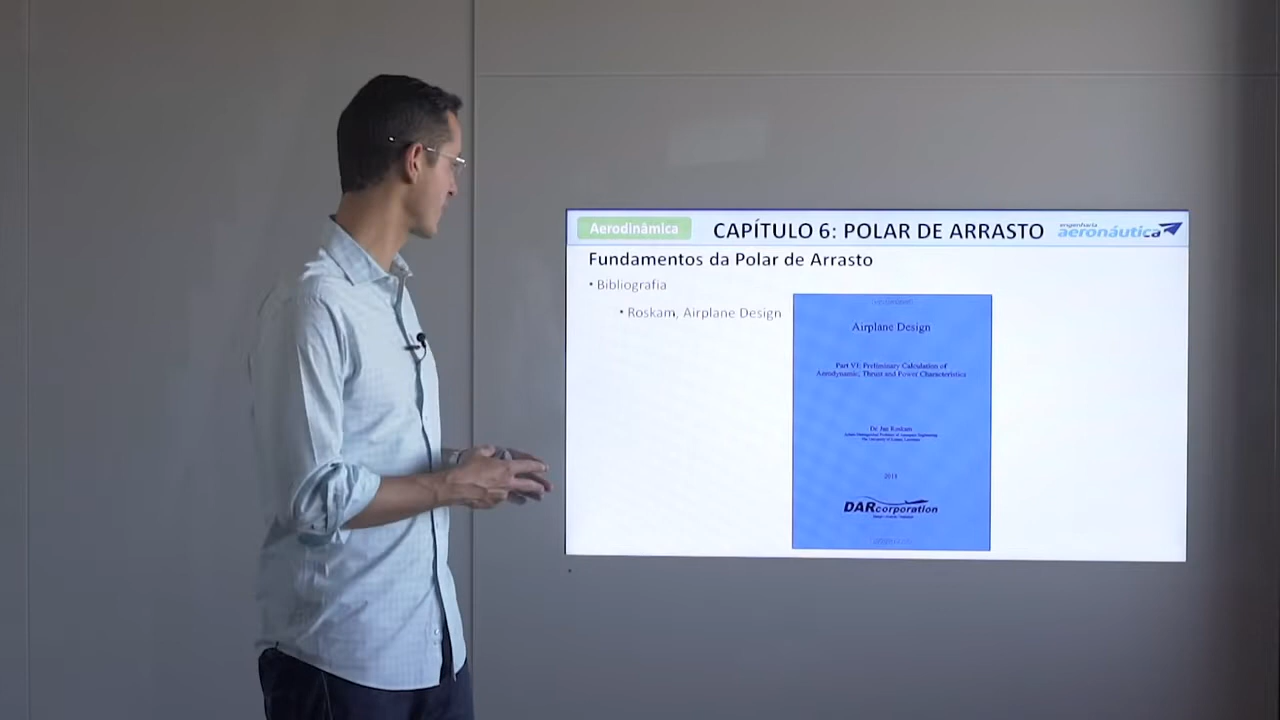 Aerodinâmica
CAPÍTULO 6: POLAR DE ARRASTO
engenharia
aeronáutica
Fundamentos da Polar de Arrasto
• Bibliografia
• Roskam, Airplane Design
Airplane Design
Part VI: Preliminary Calculation of
Aerodynamic, Thrust and Power Characteristics
Dr. Jan Roskam
DARcorporation